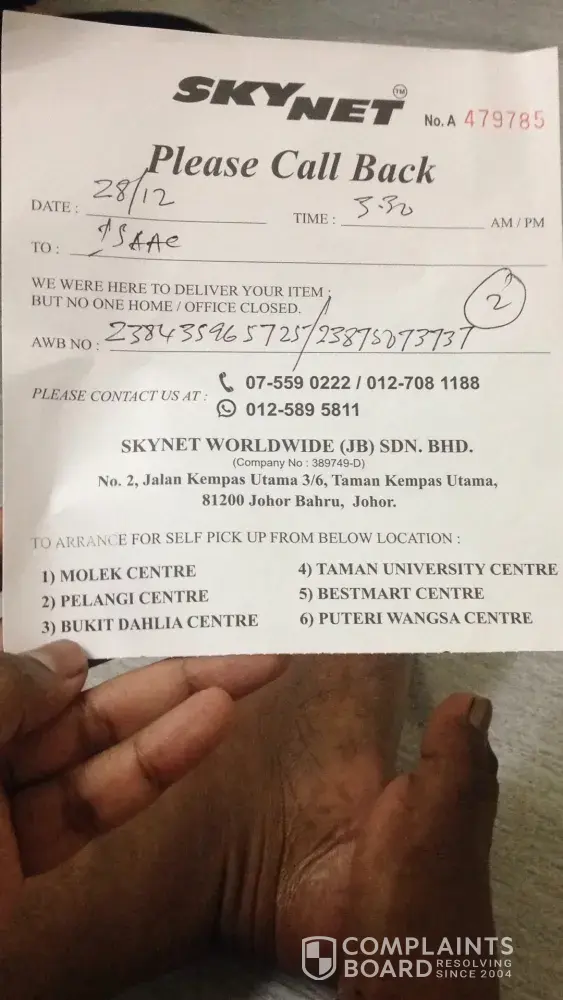 SKYNET TM
No. A 479785
Please Call Back
DATE : 28/12
TIME : 3.30 AM / PM
TO : ISAAC
WE WERE HERE TO DELIVER YOUR ITEM ;
BUT NO ONE HOME / OFFICE CLOSED.
2
AWB NO : 238435965725/
PLEASE CONTACT US AT :
07-559 0222 / 012-708 1188
012-589 5811
SKYNET WORLDWIDE (JB) SDN. BHD.
(Company No : 389749-D)
No. 2, Jalan Kempas Utama 3/6, Taman Kempas Utama,
81200 Johor Bahru, Johor.
TO ARRANGE FOR SELF PICK UP FROM BELOW LOCATION :
1) MOLEK CENTRE
2) PELANGI CENTRE
3) BUKIT DAHLIA CENTRE
4) TAMAN UNIVERSITY CENTRE
5) BESTMART CENTRE
6) PUTERI WANGSA CENTRE
COMPLAINTS
BOARD RESOLVING
SINCE 2004